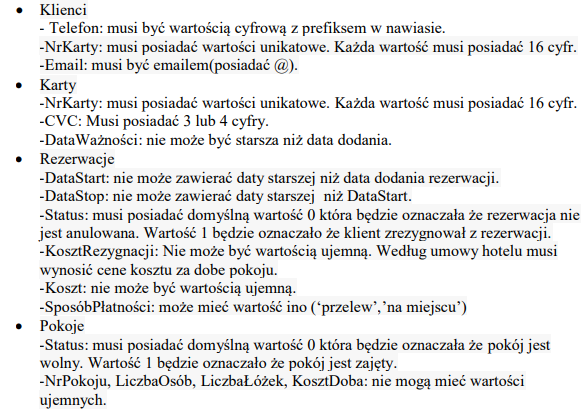 • Klienci
- Telefon: musi być wartością cyfrową z prefiksem w nawiasie.
-NrKarty: musi posiadać wartości unikatowe. Każda wartość musi posiadać 16 cyfr.
-Email: musi być emailem(posiadać @).
• Karty
-NrKarty: musi posiadać wartości unikatowe. Każda wartość musi posiadać 16 cyfr.
-CVC: Musi posiadać 3 lub 4 cyfry.
-DataWażności: nie może być starsza niż data dodania.
• Rezerwacje
-DataStart: nie może zawierać daty starszej niż data dodania rezerwacji.
-DataStop: nie może zawierać daty starszej  niż DataStart.
-Status: musi posiadać domyślną wartość 0 która będzie oznaczała że rezerwacja nie
jest anulowana. Wartość 1 będzie oznaczało że klient zrezygnował z rezerwacji.
-KosztRezygnacji: Nie może być wartością ujemną. Według umowy hotelu musi
wynosić cene kosztu za dobe pokoju.
-Koszt: nie może być wartością ujemną.
-SposóbPłatności: może mieć wartość ino (‘przelew’,’na miejscu’)
• Pokoje
-Status: musi posiadać domyślną wartość 0 która będzie oznaczała że pokój jest
wolny. Wartość 1 będzie oznaczało że pokój jest zajęty.
-NrPokoju, LiczbaOsób, LiczbaŁóżek, KosztDoba: nie mogą mieć wartości
ujemnych.